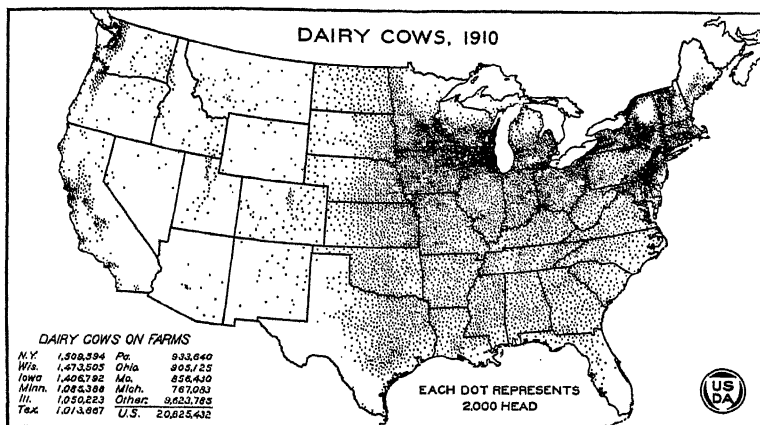 DAIRY COWS, 1910
DAIRY COWS ON FARMS
N.Y. 1,509,594 Pa. 933,640
Wis. 1,473,505 Ohio 905,125
Iowa 1,406,792 Mo. 856,430
Minn. 1,085,388 Mich. 767,083
Ill. 1,050,223 Other 9,623,785
Tex. 1,013,867 U.S. 20,625,432
EACH DOT REPRESENTS
2,000 HEAD
US
DA